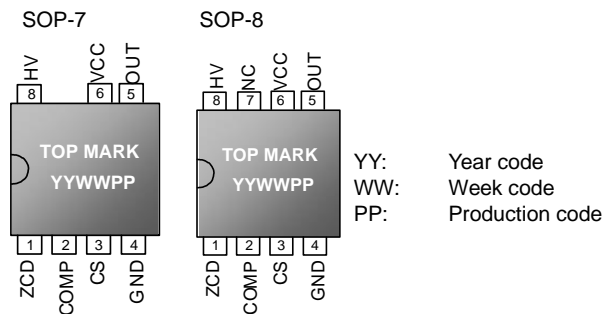 SOP-7
SOP-8
HV
VCC
OUT
8
6
5
TOP MARK
YYWWPP
1
2
3
4
ZCD
COMP
CS
GND
HV
NC
VCC
OUT
8
7
6
5
TOP MARK
YYWWPP
1
2
3
4
ZCD
COMP
CS
GND
YY: Year code
WW: Week code
PP: Production code